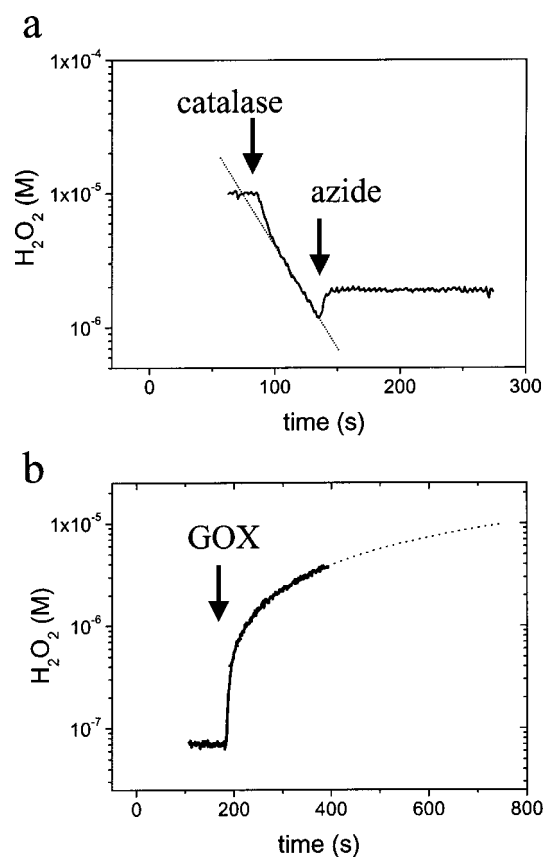 a
1x10⁻⁴
catalase
1x10⁻⁵
azide
H₂O₂ (M)
10⁻⁶
0 100 200 300
time (s)
b
1x10⁻⁵
GOX
10⁻⁶
H₂O₂ (M)
10⁻⁷
0 200 400 600 800
time (s)